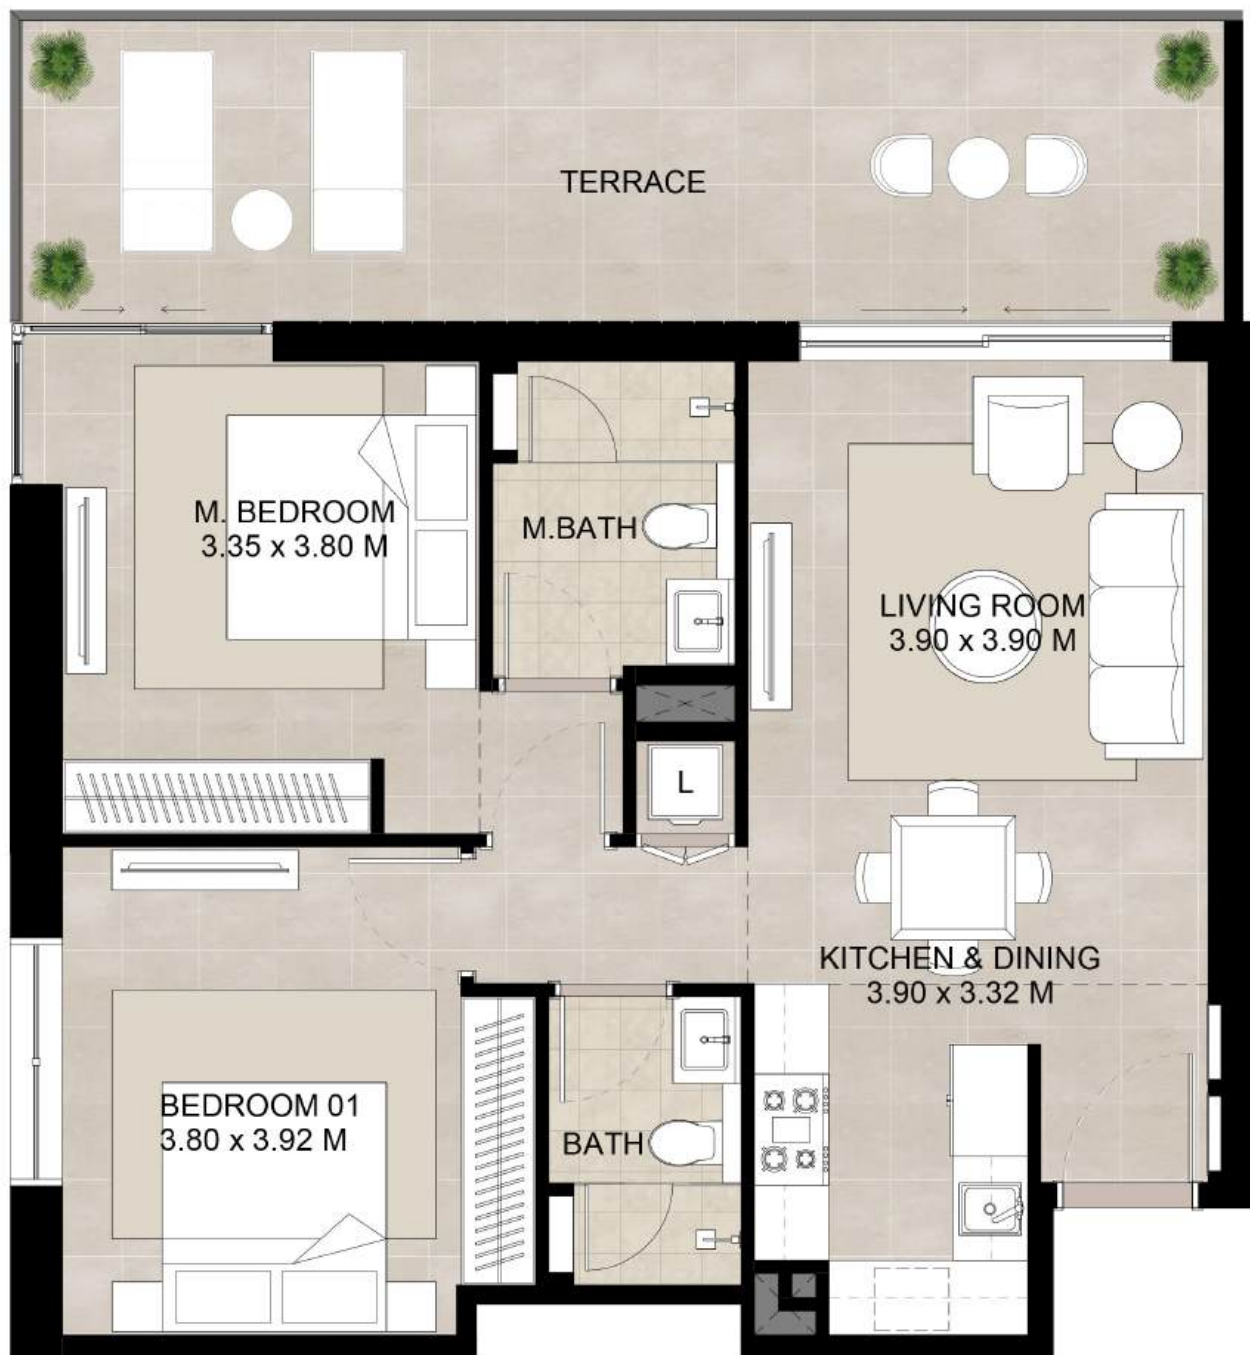 TERRACE
M. BEDROOM
3.35 x 3.80 M
M.BATH
LIVING ROOM
3.90 x 3.90 M
L
KITCHEN & DINING
3.90 x 3.32 M
BEDROOM 01
3.80 x 3.92 M
BATH